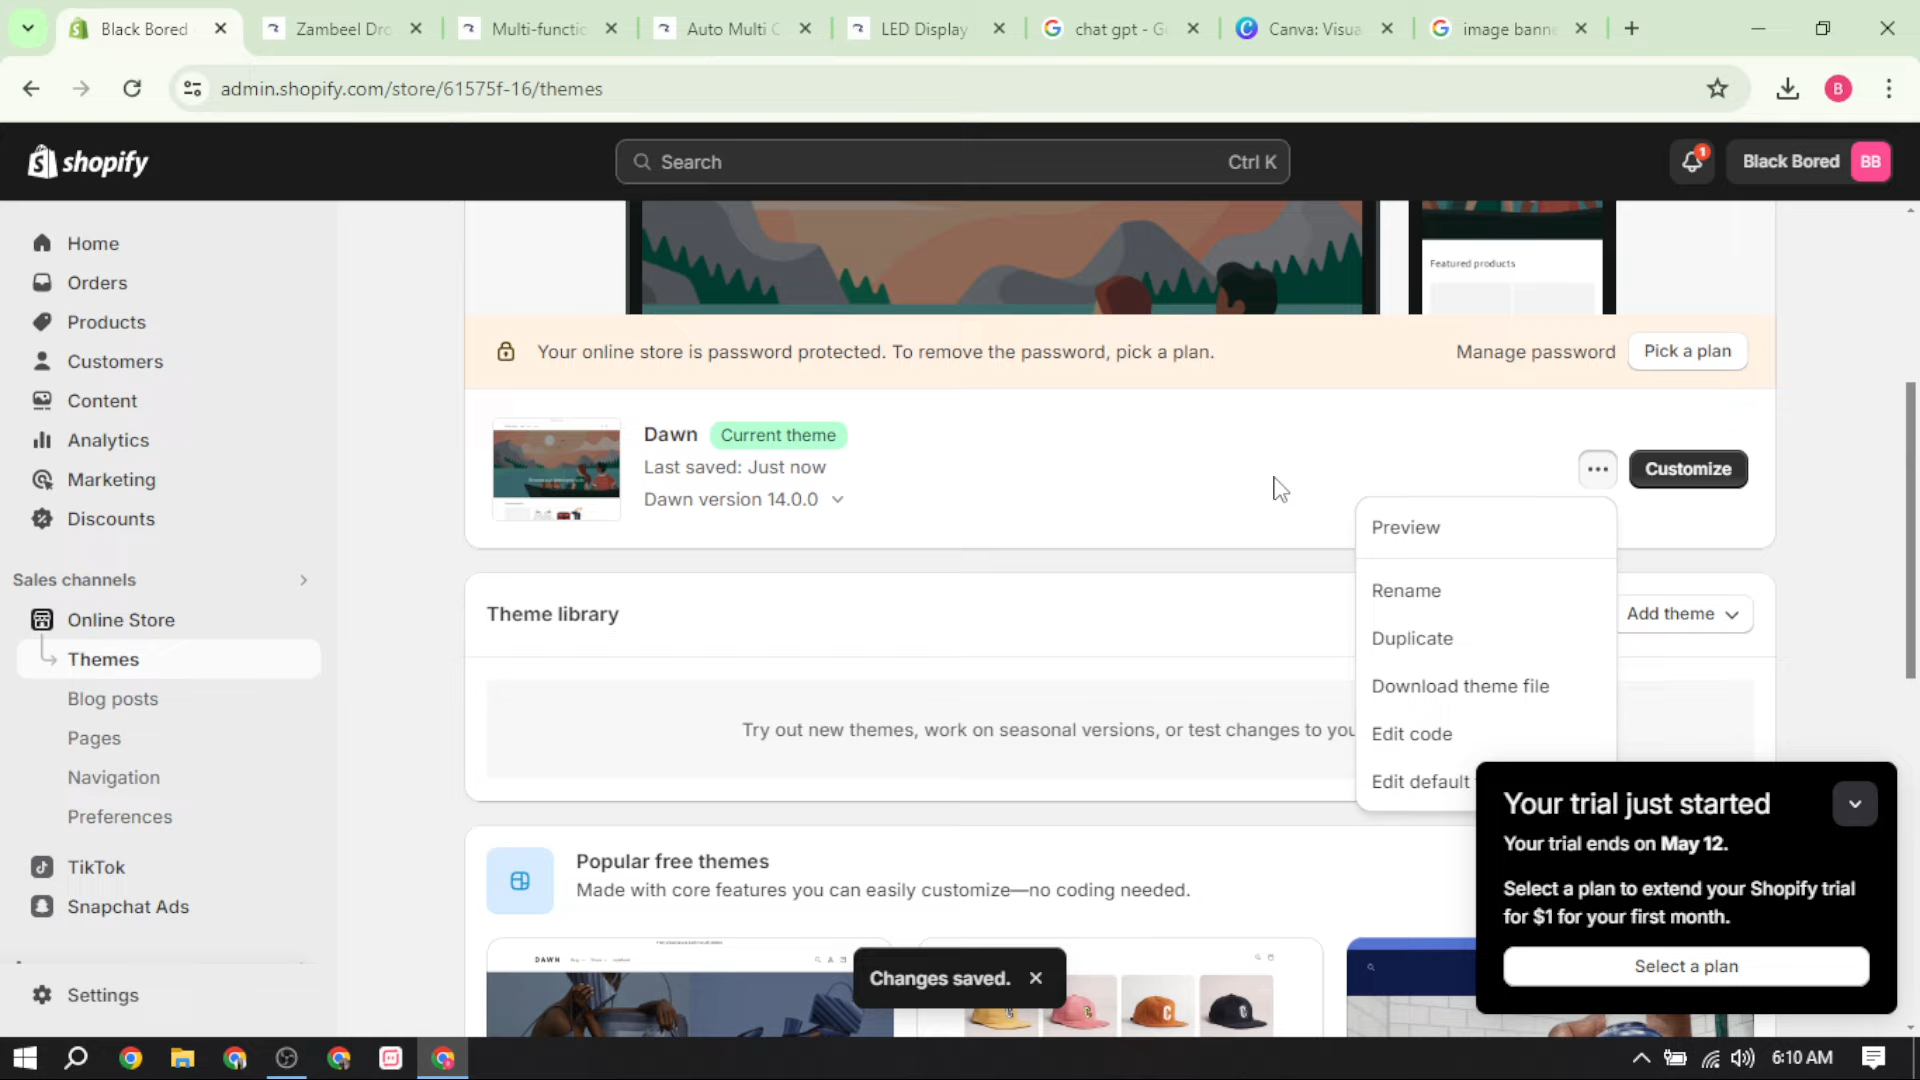 Black Bored
Zambeel Dro
Multi-functio
Auto Multi C
LED Display
chat gpt - G
Canva: Visua
image bann
admin.shopify.com/store/61575f-16/themes
B
shopify
Search
Ctrl K
1
Black Bored
BB
Home
Orders
Products
Customers
Content
Analytics
Marketing
Discounts
Sales channels
Online Store
Themes
Blog posts
Pages
Navigation
Preferences
TikTok
Snapchat Ads
Settings
Featured products
Your online store is password protected. To remove the password, pick a plan.
Manage password
Pick a plan
Dawn
Current theme
Last saved: Just now
Dawn version 14.0.0
Customize
Preview
Rename
Duplicate
Download theme file
Edit code
Edit default
Theme library
Add theme
Try out new themes, work on seasonal versions, or test changes to you
Popular free themes
Made with core features you can easily customize—no coding needed.
DAWN
Changes saved.
Your trial just started
Your trial ends on May 12.
Select a plan to extend your Shopify trial
for $1 for your first month.
Select a plan
6:10 AM